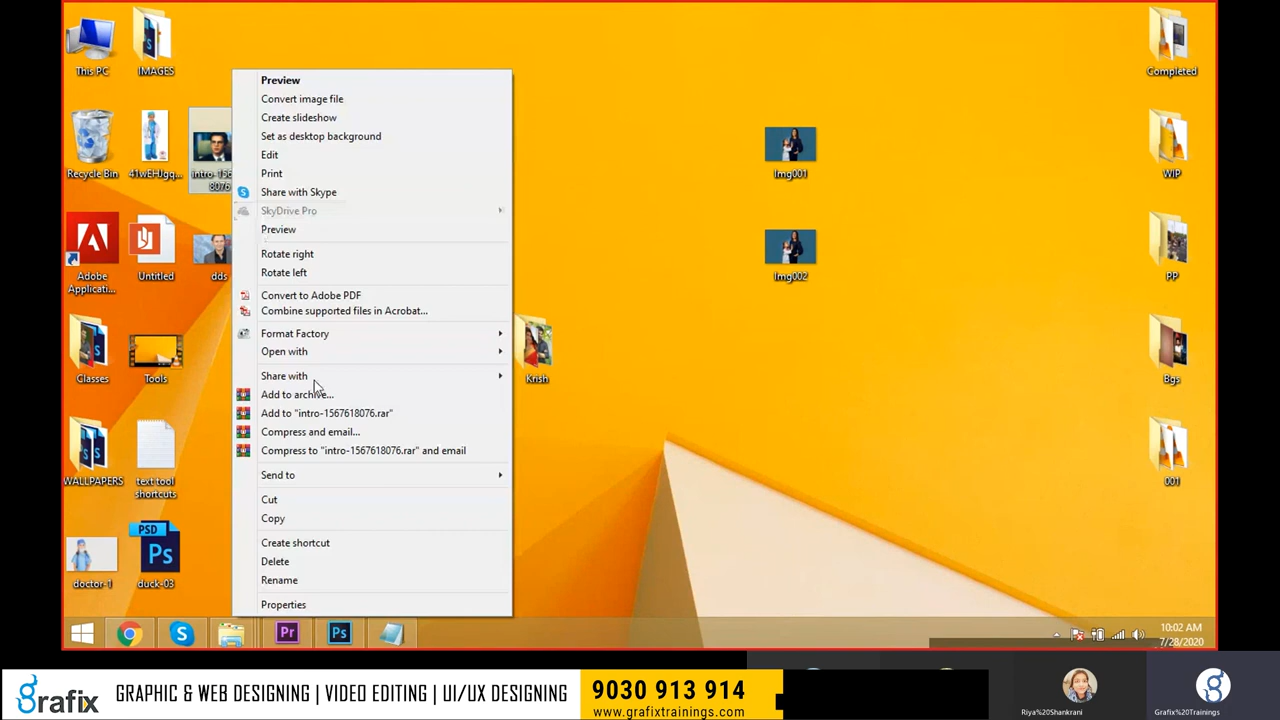 This PC
IMAGES
Completed
Recycle Bin
41wEHJgq...
intro-156...
8076
Img001
WIP
Adobe
Applicati...
Untitled
dds
Img002
PP
Classes
Tools
Krish
Bgs
WALLPAPERS
text tool
shortcuts
001
doctor-1
PSD
Ps
duck-03
Preview
Convert image file
Create slideshow
Set as desktop background
Edit
Print
Share with Skype
SkyDrive Pro
Preview
Rotate right
Rotate left
Convert to Adobe PDF
Combine supported files in Acrobat...
Format Factory
Open with
Share with
Add to archive...
Add to "intro-1567618076.rar"
Compress and email...
Compress to "intro-1567618076.rar" and email
Send to
Cut
Copy
Create shortcut
Delete
Rename
Properties
Pr
Ps
10:02 AM
7/28/2020
grafix
GRAPHIC & WEB DESIGNING | VIDEO EDITING | UI/UX DESIGNING
9030 913 914
www.grafixtrainings.com
Riya%20Shankrani
Grafix%20Trainings